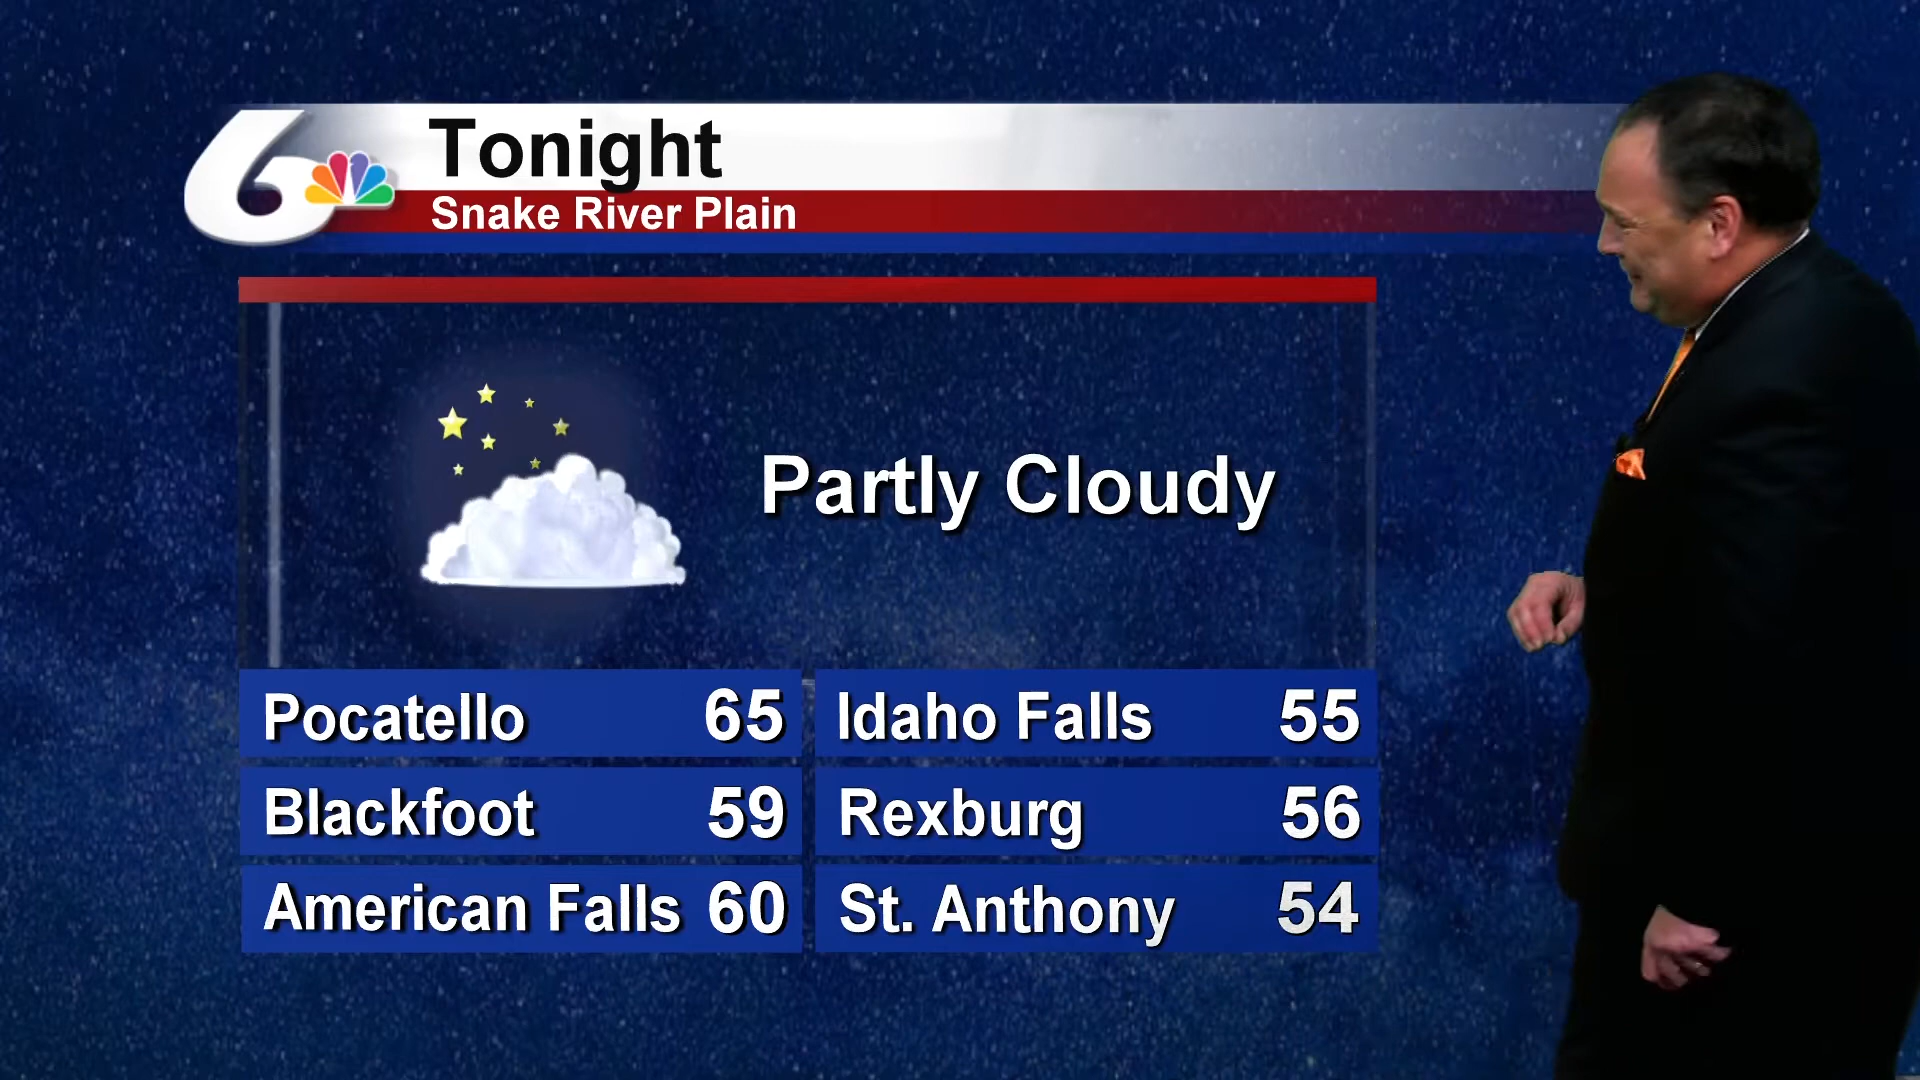 6
Tonight
Snake River Plain
Partly Cloudy
Pocatello 65
Idaho Falls 55
Blackfoot 59
Rexburg 56
American Falls 60
St. Anthony 54